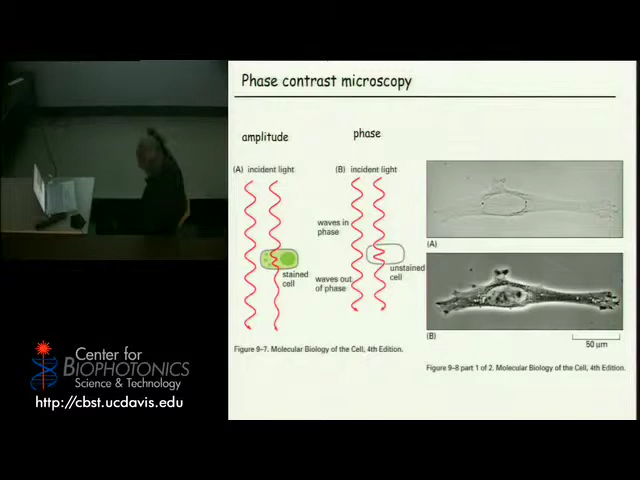 Phase contrast microscopy
amplitude
phase
(A) incident light
(B) incident light
waves in
phase
stained
cell
waves out
of phase
unstained
cell
(A)
(B)
50 µm
Figure 9–7. Molecular Biology of the Cell, 4th Edition.
Figure 9–8 part 1 of 2. Molecular Biology of the Cell, 4th Edition.
Center for
BIOPHOTONICS
Science & Technology
http://cbst.ucdavis.edu